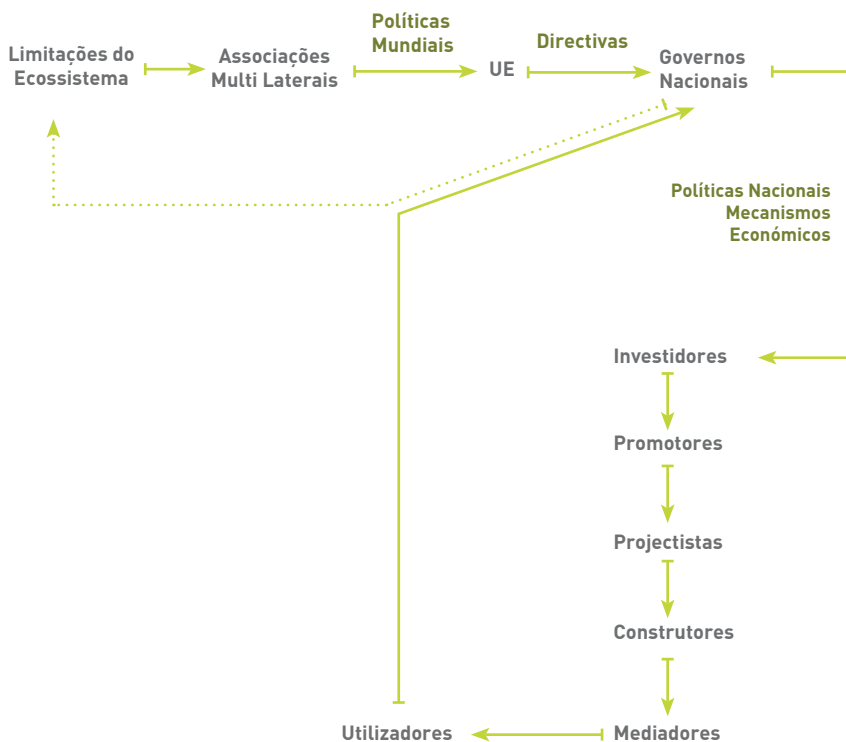 Limitações do
Ecossistema
Associações
Multi Laterais
Políticas
Mundiais
UE
Directivas
Governos
Nacionais
Políticas Nacionais
Mecanismos
Económicos
Investidores
Promotores
Projectistas
Construtores
Mediadores
Utilizadores